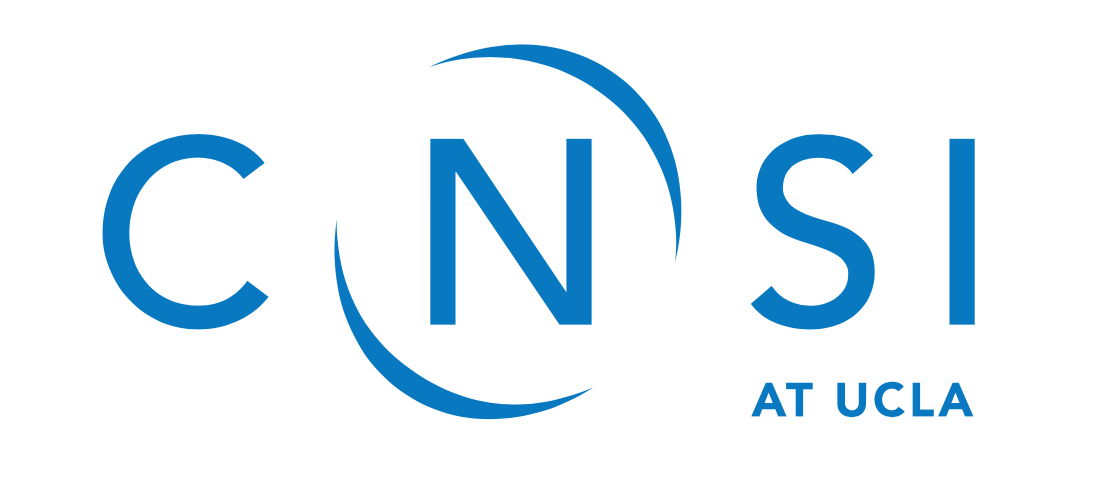 CNSI
AT UCLA